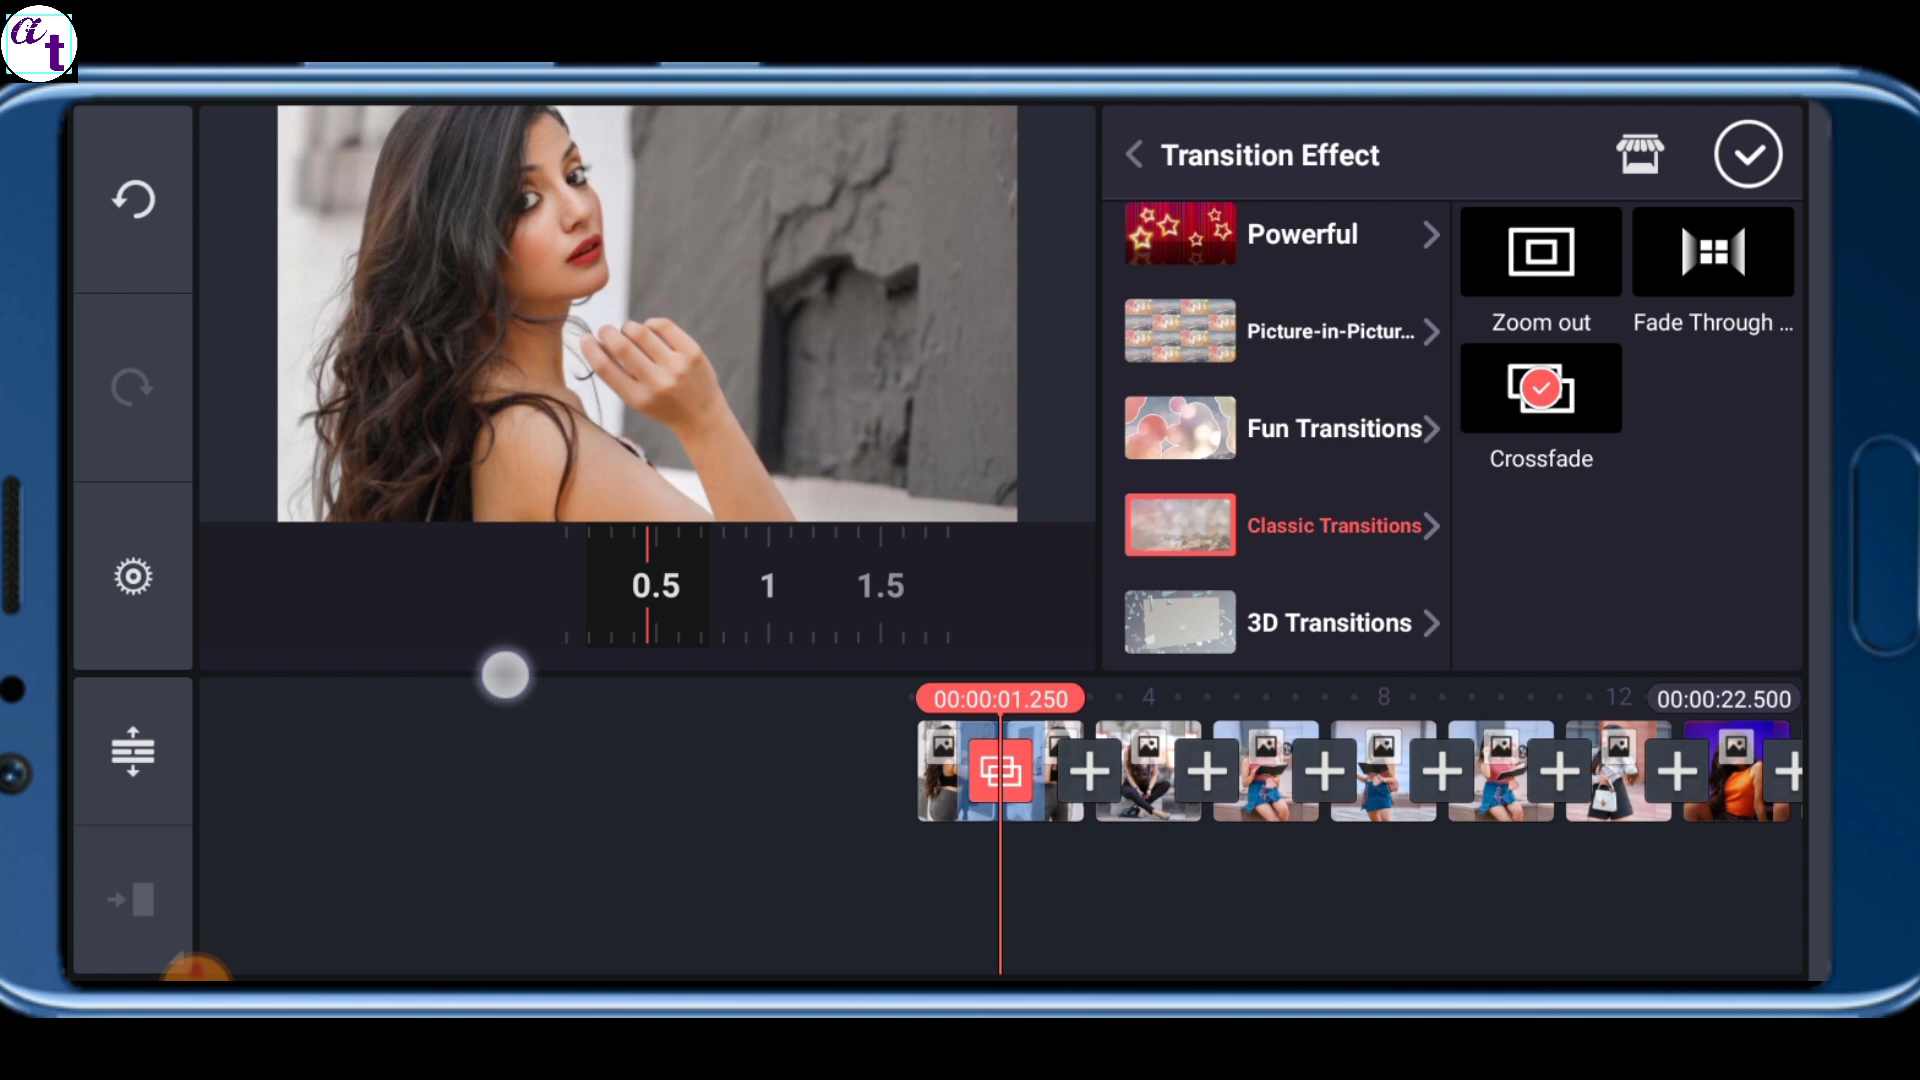 at
Transition Effect
Powerful
Picture-in-Pictur...
Fun Transitions
Classic Transitions
3D Transitions
Zoom out
Fade Through ...
Crossfade
0.5 1 1.5
00:00:01.250 4 8 12 00:00:22.500